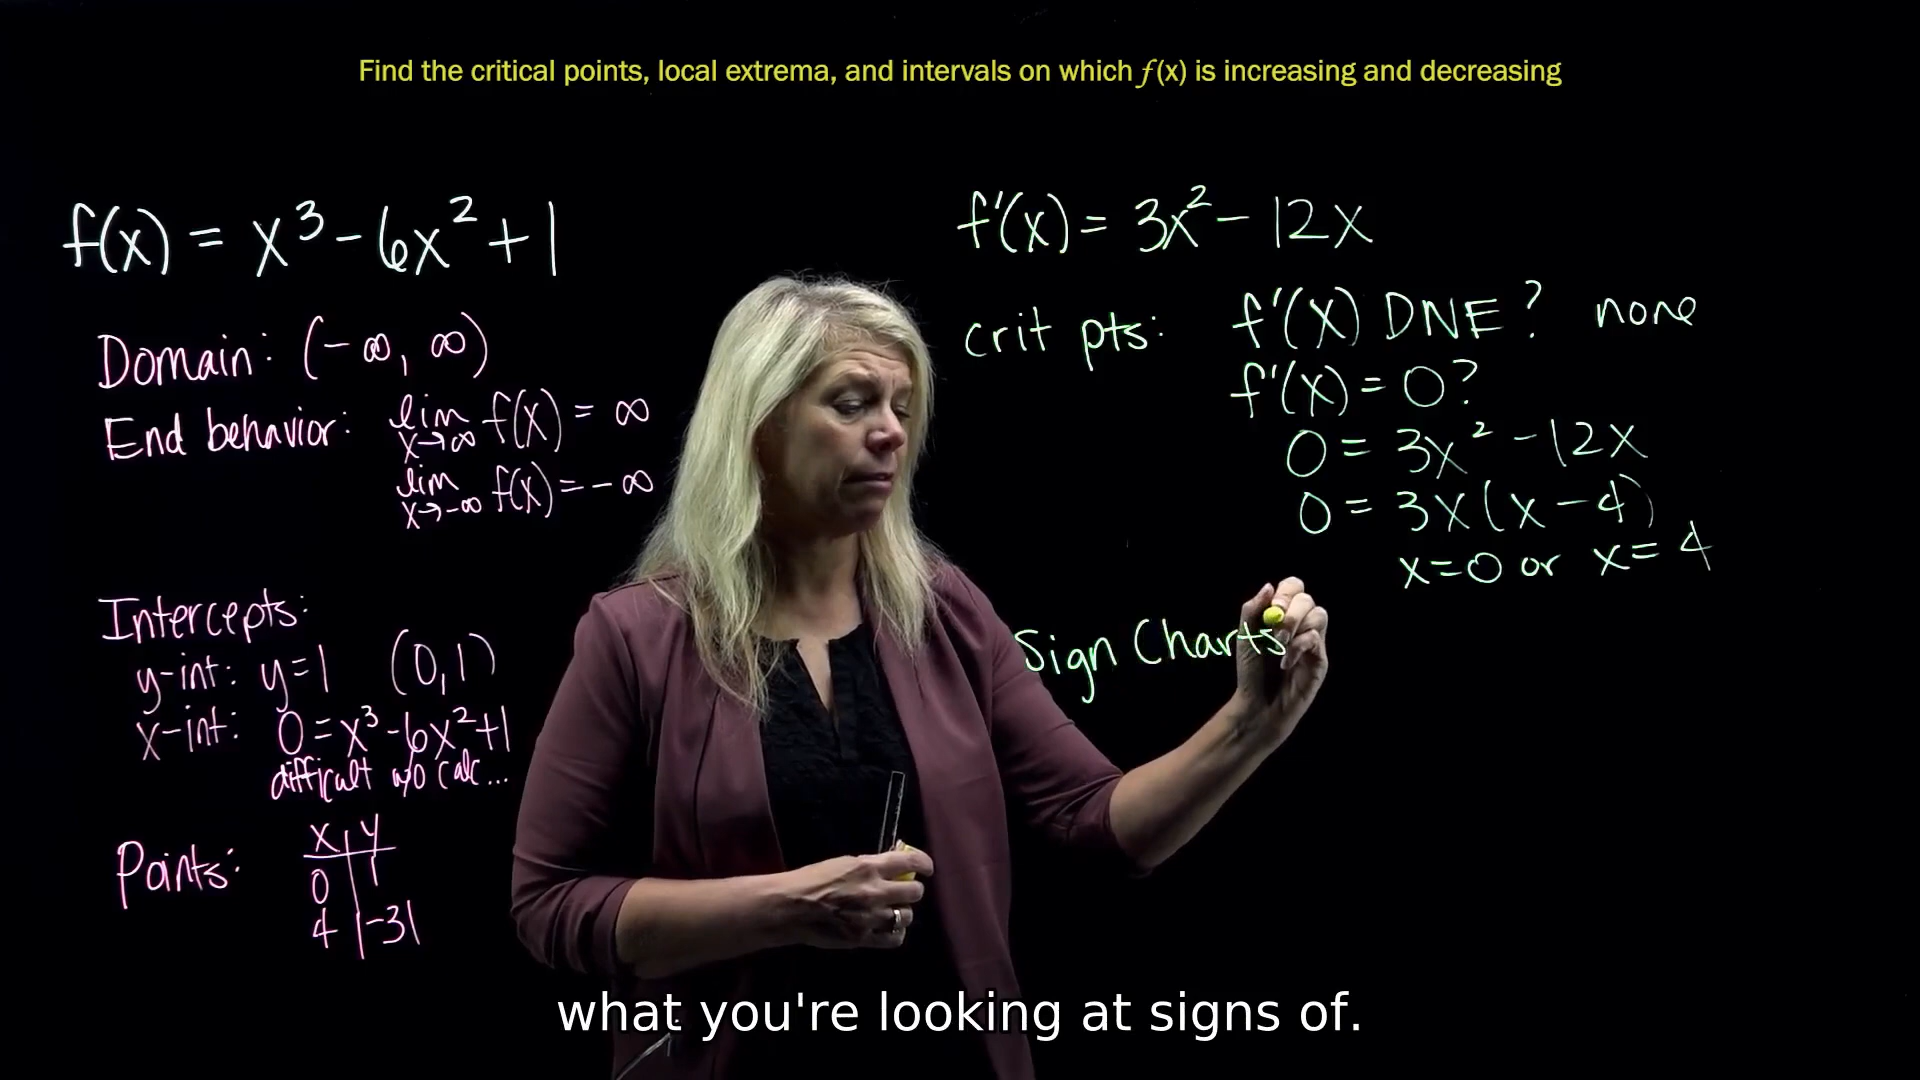 Find the critical points, local extrema, and intervals on which f(x) is increasing and decreasing
f(x) = x³ - 6x² + 1
Domain: (-∞, ∞)
End behavior: lim x→∞ f(x) = ∞
lim x→-∞ f(x) = -∞
Intercepts:
y-int: y=1 (0,1)
x-int: 0 = x³ - 6x² + 1
difficult w/o calc...
Points:
x | y
0 | 1
4 | -31
f'(x) = 3x² - 12x
crit pts: f'(x) DNE? none
f'(x) = 0?
0 = 3x² - 12x
0 = 3x(x - 4)
x=0 or x=4
Sign Charts
what you're looking at signs of.